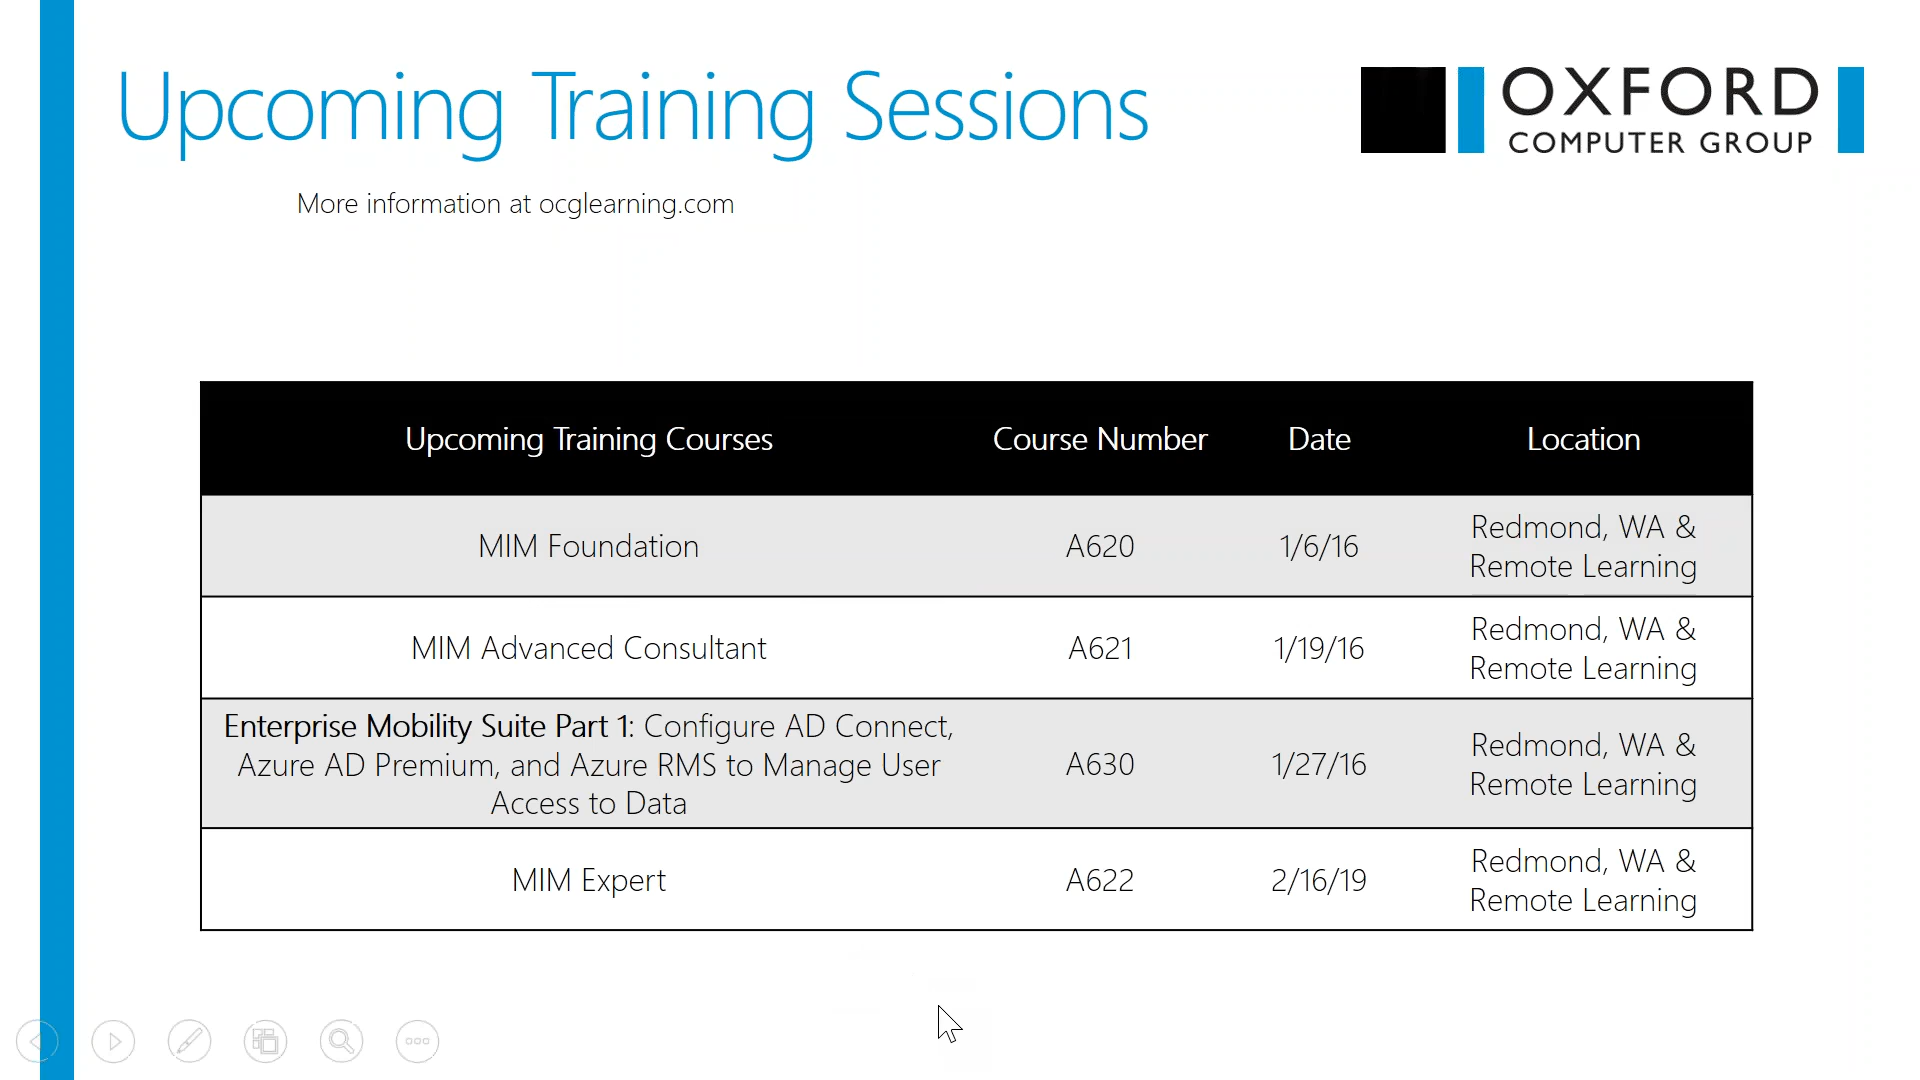 Upcoming Training Sessions
OXFORD
COMPUTER GROUP
More information at ocglearning.com
Upcoming Training Courses Course Number Date Location
MIM Foundation A620 1/6/16 Redmond, WA &
Remote Learning
MIM Advanced Consultant A621 1/19/16 Redmond, WA &
Remote Learning
Enterprise Mobility Suite Part 1: Configure AD Connect,
Azure AD Premium, and Azure RMS to Manage User
Access to Data
A630 1/27/16 Redmond, WA &
Remote Learning
MIM Expert A622 2/16/19 Redmond, WA &
Remote Learning